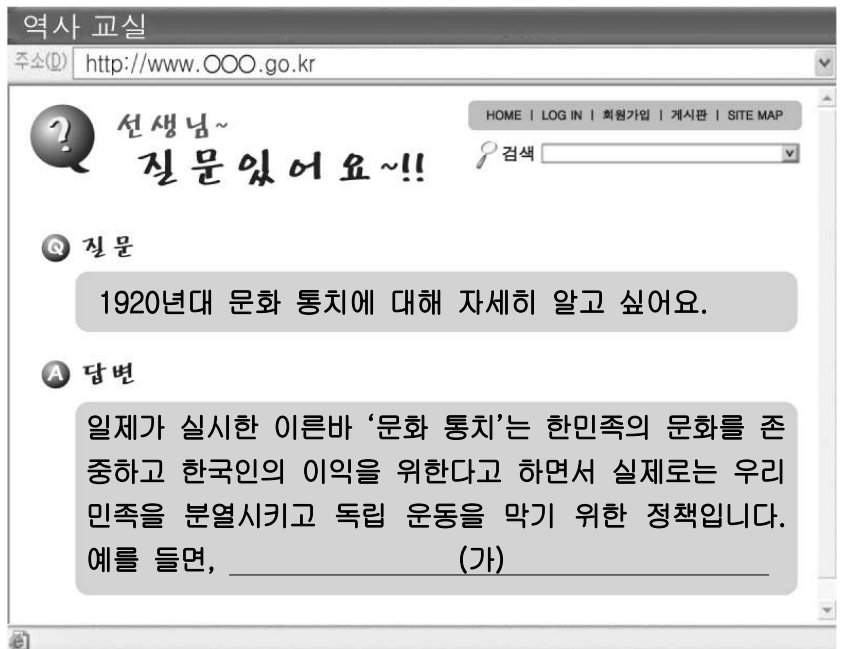 역사 교실
주소(D) http://www.OOO.go.kr
?
선생님~
질문있어요~!!
HOME | LOG IN | 회원가입 | 게시판 | SITE MAP
검색
Q 질문
1920년대 문화 통치에 대해 자세히 알고 싶어요.
A 답변
일제가 실시한 이른바 ‘문화 통치’는 한민족의 문화를 존
중하고 한국인의 이익을 위한다고 하면서 실제로는 우리
민족을 분열시키고 독립 운동을 막기 위한 정책입니다.
예를 들면, (가)